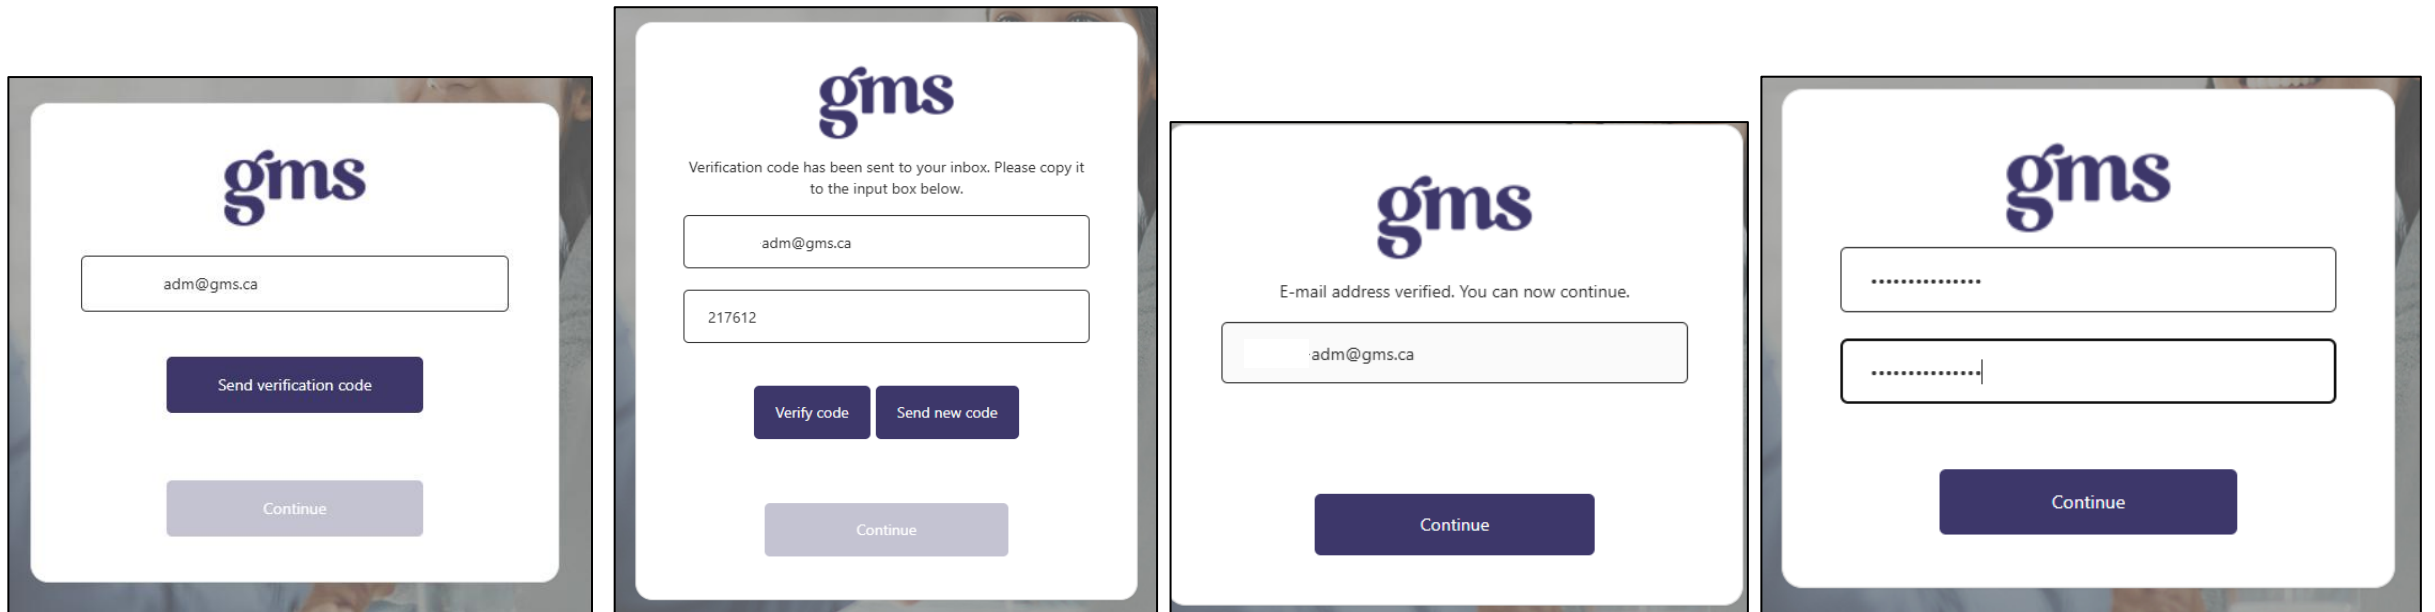 gms
adm@gms.ca
Send verification code
Continue
gms
Verification code has been sent to your inbox. Please copy it
to the input box below.
adm@gms.ca
217612
Verify code Send new code
Continue
gms
E-mail address verified. You can now continue.
-adm@gms.ca
Continue
gms
•••••••••••••••
•••••••••••••••
Continue